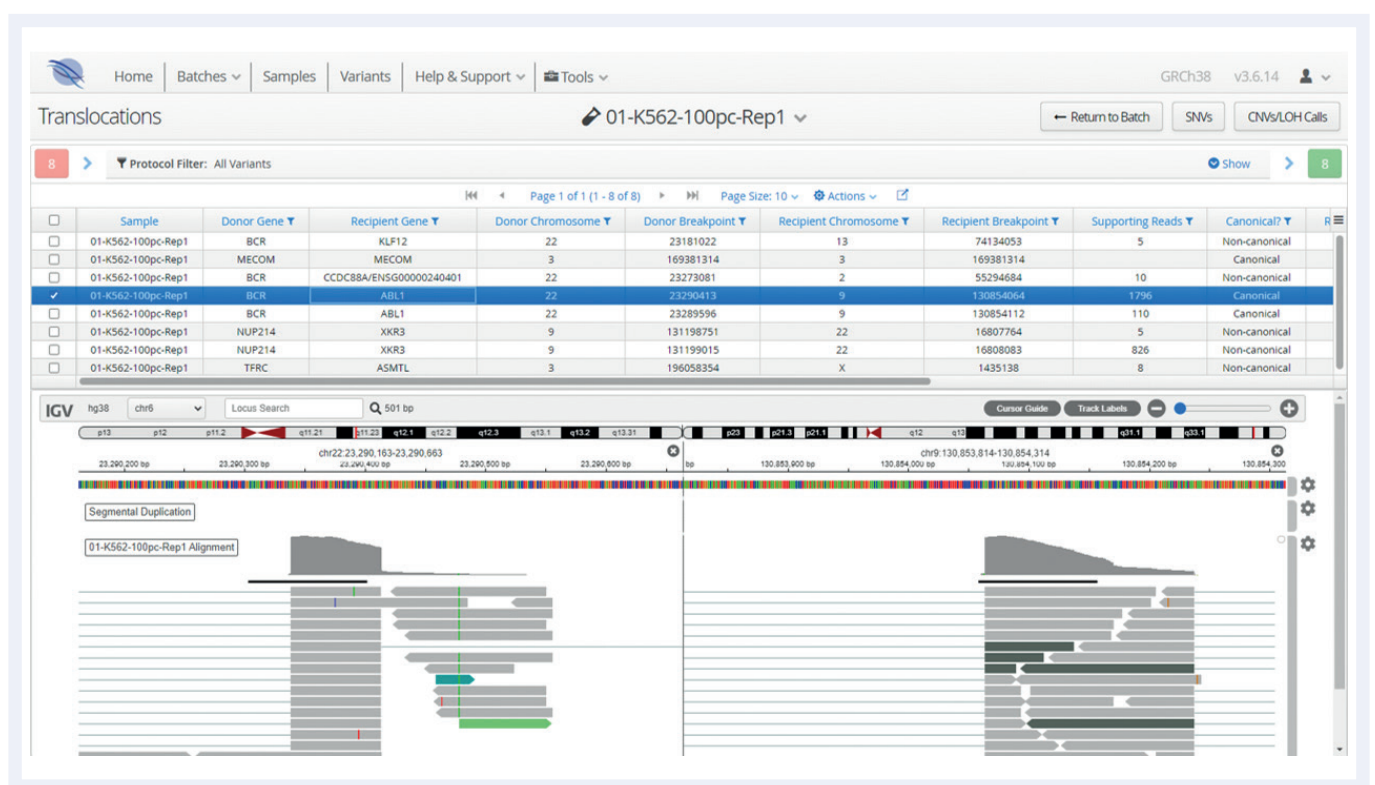 Home Batches Samples Variants Help & Support Tools GRCh38 v3.6.14
Translocations 01-K562-100pc-Rep1 Return to Batch SNVs CNVs/LOH Calls
8 Protocol Filter: All Variants Show 8
Page 1 of 1 (1 - 8 of 8) Page Size: 10 Actions
Sample Donor Gene Recipient Gene Donor Chromosome Donor Breakpoint Recipient Chromosome Recipient Breakpoint Supporting Reads Canonical? R
01-K562-100pc-Rep1 BCR KLF12 22 23181022 13 74134053 5 Non-canonical
01-K562-100pc-Rep1 MECOM MECOM 3 169381314 3 169381314 Canonical
01-K562-100pc-Rep1 BCR CCDC88A/ENSG00000240401 22 23273081 2 55294684 10 Non-canonical
01-K562-100pc-Rep1 BCR ABL1 22 23290413 9 130854064 1796 Canonical
01-K562-100pc-Rep1 BCR ABL1 22 23289596 9 130854112 110 Canonical
01-K562-100pc-Rep1 NUP214 XKR3 9 131198751 22 16807764 5 Non-canonical
01-K562-100pc-Rep1 NUP214 XKR3 9 131199015 22 16808083 826 Non-canonical
01-K562-100pc-Rep1 TFRC ASMTL 3 196058354 X 1435138 8 Non-canonical
IGV hg38 chr6 Locus Search 501 bp Cursor Guide Track Labels
p13 p12 p11.2 q11.21 q11.23 q12.1 q12.2 q12.3 q13.1 q13.2 q13.31 p23 p21.3 p21.1 q12 q13 q31.1 q33.1
chr22:23,290,163-23,290,663 chr9:130,853,814-130,854,314
23,290,200 bp 23,290,300 bp 23,290,400 bp 23,290,500 bp 23,290,600 bp bp 130,853,900 bp 130,854,000 bp 130,854,100 bp 130,854,200 bp 130,854,300
Segmental Duplication
01-K562-100pc-Rep1 Alignment